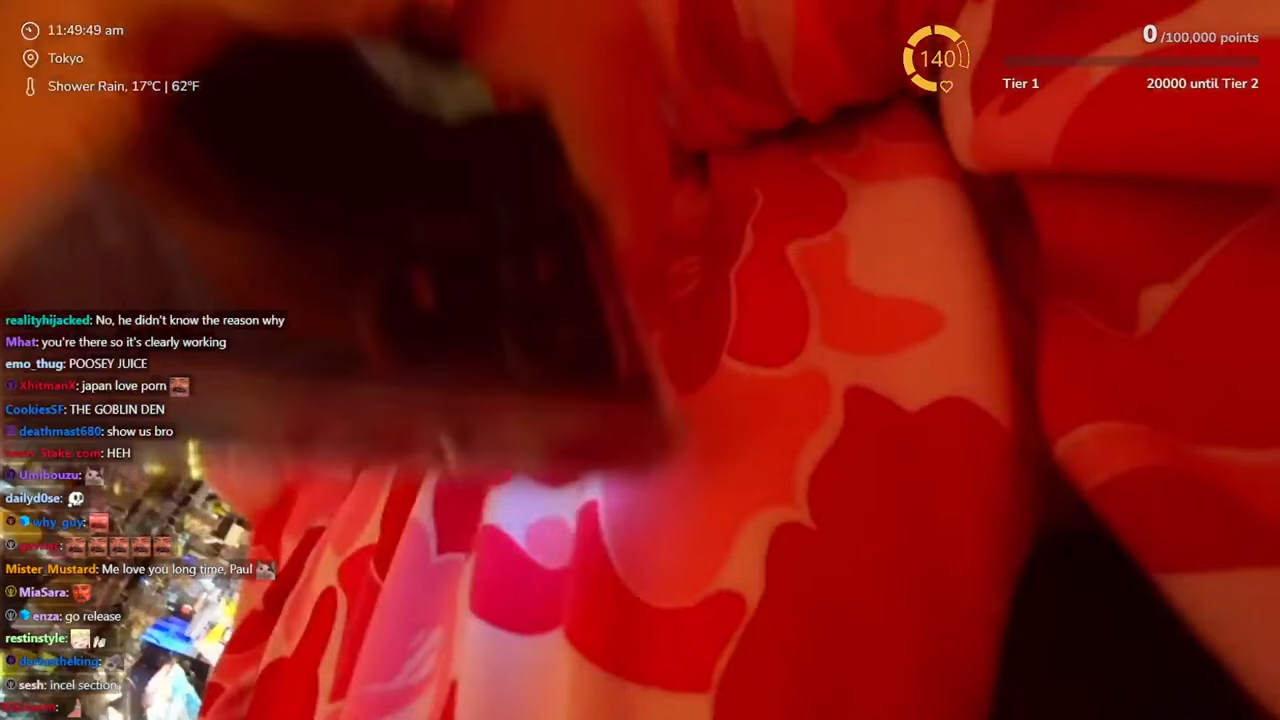 11:49:49 am
Tokyo
Shower Rain, 17°C | 62°F
140
0 /100,000 points
Tier 1
20000 until Tier 2
realityhijacked: No, he didn't know the reason why
Mhat: you're there so it's clearly working
emo_thug: POOSEY JUICE
XhitmanX: japan love porn
CookiesSF: THE GOBLIN DEN
deathmast680: show us bro
Stake_com: HEH
Umibouzu:
dailyd0se:
why_guy:
Mister_Mustard: Me love you long time, Paul
MiaSara:
enza: go release
restinstyle:
sesh: incel section